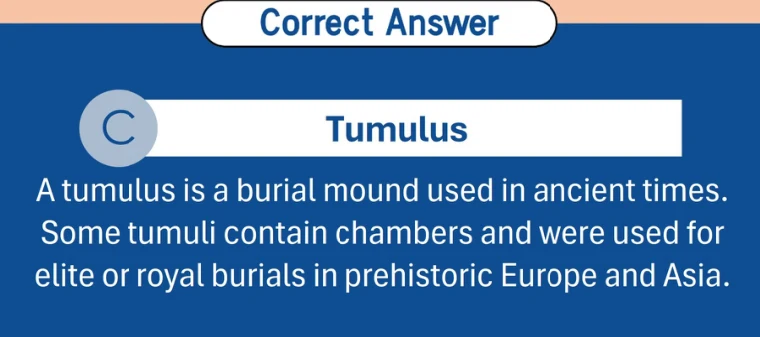 Correct Answer
C
Tumulus
A tumulus is a burial mound used in ancient times.
Some tumuli contain chambers and were used for
elite or royal burials in prehistoric Europe and Asia.